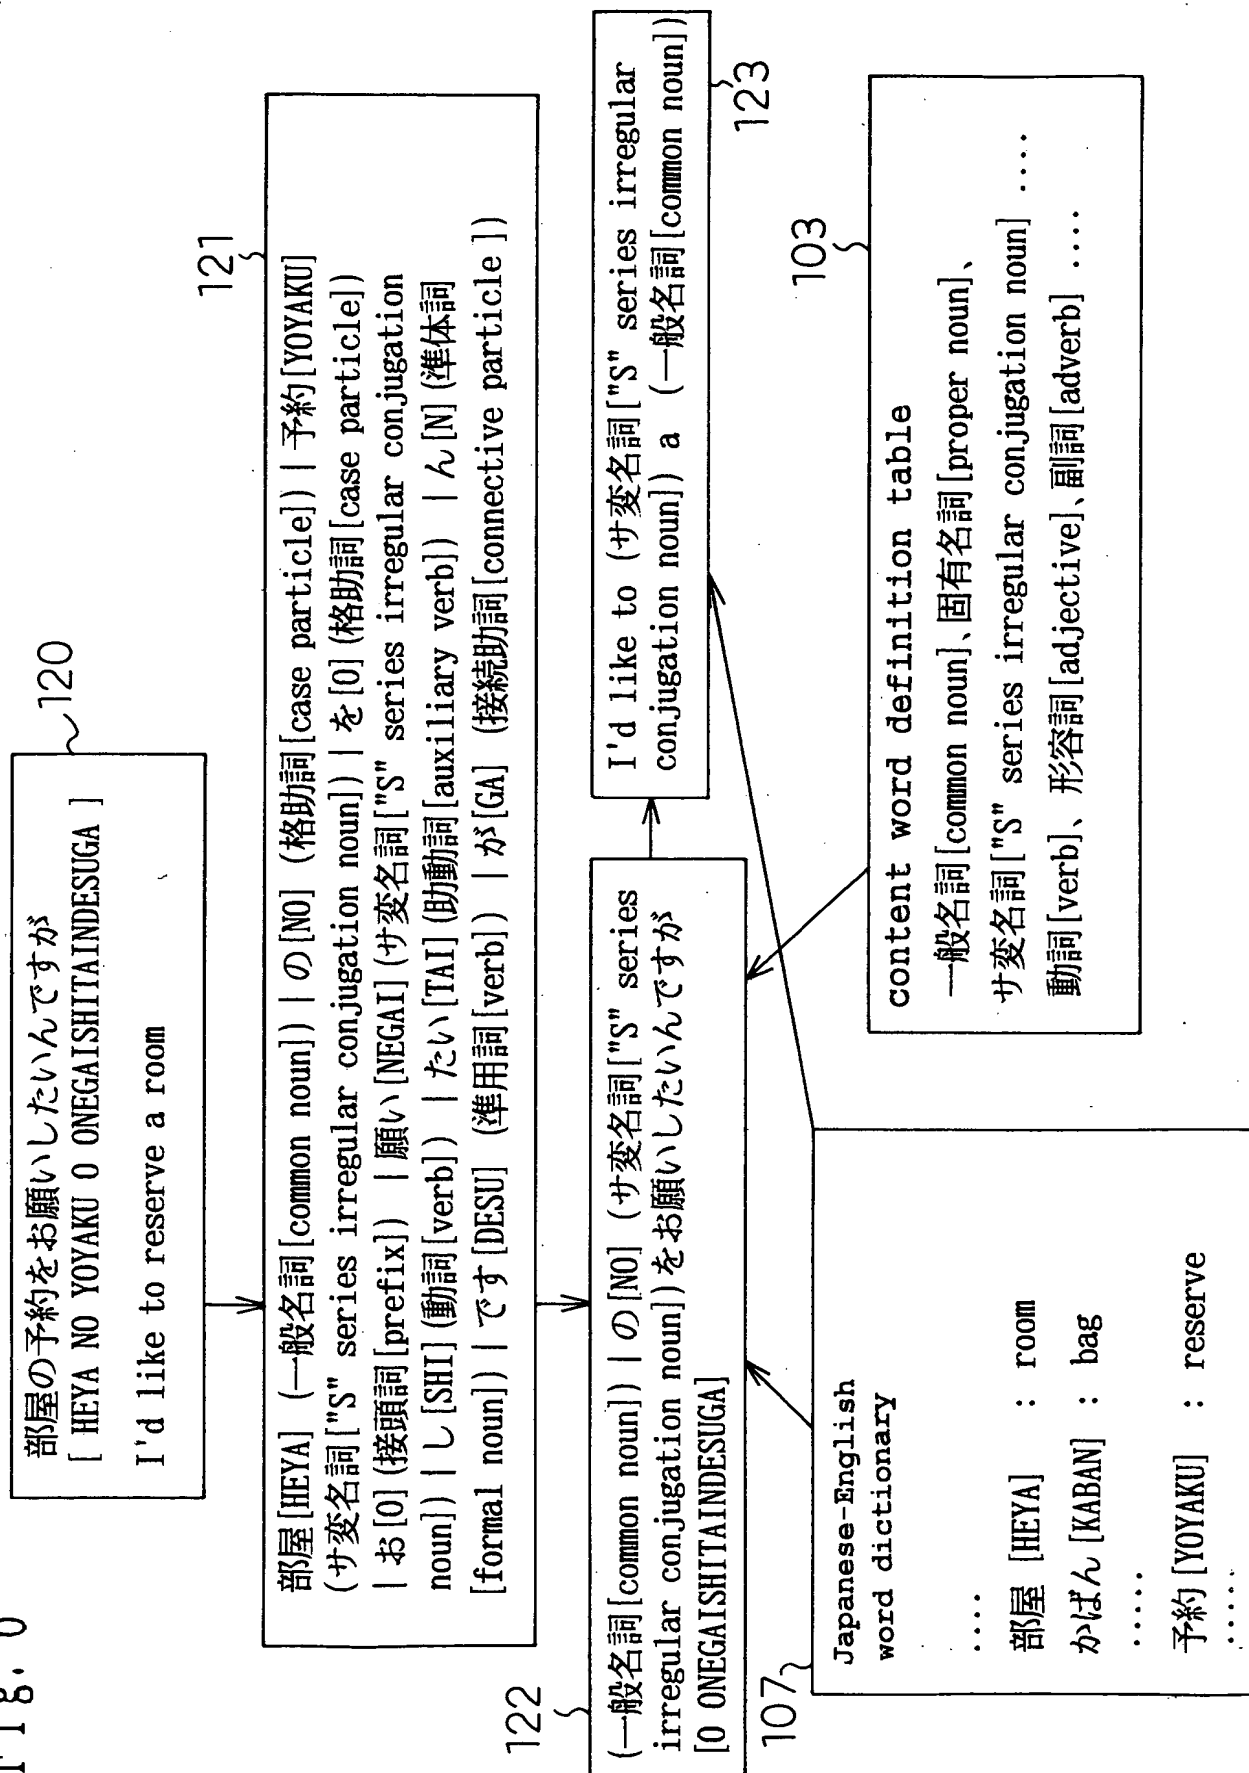 120
部屋の予約をお願いしたいんですが
[ HEYA NO YOYAKU O ONEGAISHITAINDESUGA ]
I'd like to reserve a room
121
部屋[HEYA] (一般名詞[common noun]) | の[NO] (格助詞[case particle]) | 予約[YOYAKU]
(サ変名詞["S" series irregular conjugation noun]) | を[O] (格助詞[case particle])
| お[O] (接頭詞[prefix]) | 願い[NEGAI] (サ変名詞["S" series irregular conjugation
noun]) | し[SHI] (動詞[verb]) | たい[TAI] (助動詞[auxiliary verb]) | ん[N] (準体詞
[formal noun]) | です[DESU] (準用詞[verb]) | が[GA] (接続助詞[connective particle])
122
(一般名詞[common noun]) | の[NO] (サ変名詞["S" series
irregular conjugation noun])をお願いしたいんですが
[O ONEGAISHITAINDESUGA]
123
I'd like to (サ変名詞["S" series irregular
conjugation noun]) a (一般名詞[common noun])
107
Japanese-English
word dictionary
....
部屋 [HEYA] : room
かばん [KABAN] : bag
.....
予約 [YOYAKU] : reserve
.....
103
content word definition table
一般名詞[common noun]、固有名詞[proper noun]、
サ変名詞["S" series irregular conjugation noun] ....
動詞[verb]、形容詞[adjective]、副詞[adverb] ....